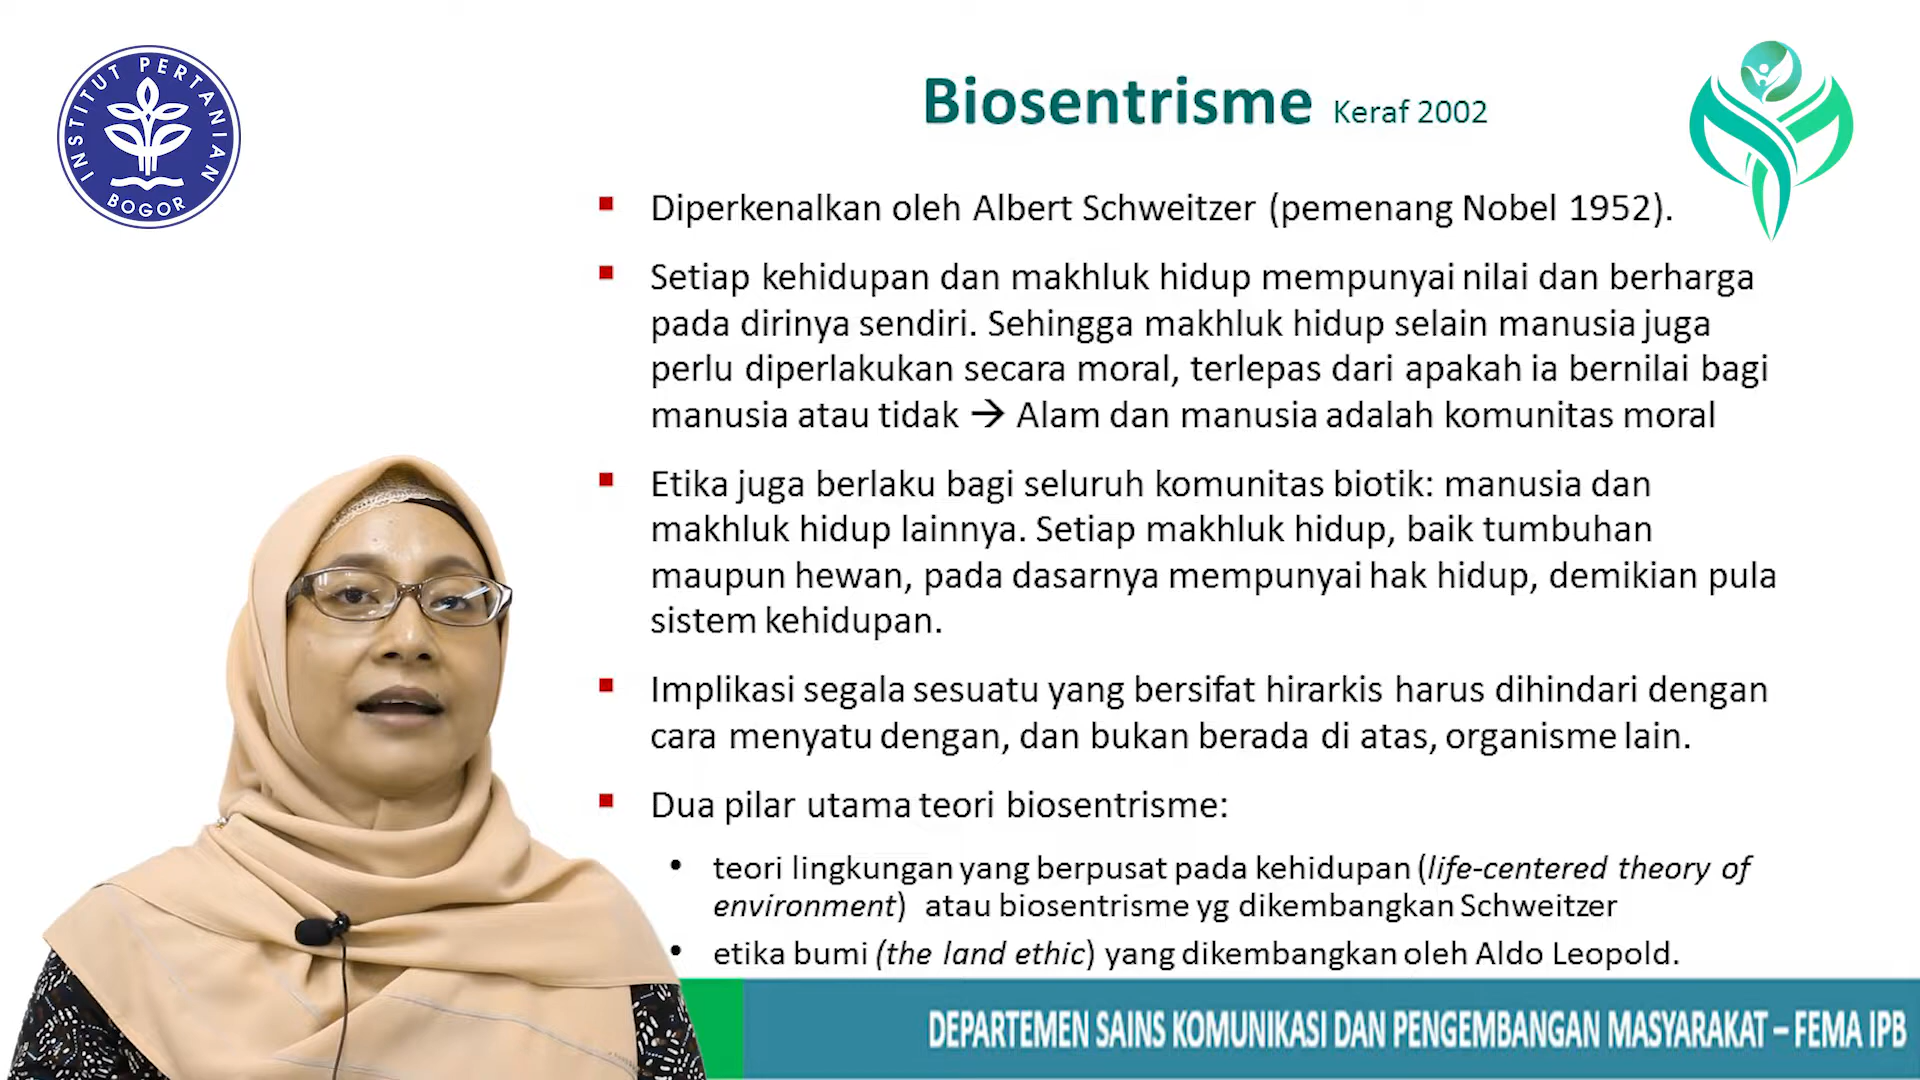 INSTITUT PERTANIAN
BOGOR
Biosentrisme Keraf 2002
▪ Diperkenalkan oleh Albert Schweitzer (pemenang Nobel 1952).
▪ Setiap kehidupan dan makhluk hidup mempunyai nilai dan berharga
pada dirinya sendiri. Sehingga makhluk hidup selain manusia juga
perlu diperlakukan secara moral, terlepas dari apakah ia bernilai bagi
manusia atau tidak → Alam dan manusia adalah komunitas moral
▪ Etika juga berlaku bagi seluruh komunitas biotik: manusia dan
makhluk hidup lainnya. Setiap makhluk hidup, baik tumbuhan
maupun hewan, pada dasarnya mempunyai hak hidup, demikian pula
sistem kehidupan.
▪ Implikasi segala sesuatu yang bersifat hirarkis harus dihindari dengan
cara menyatu dengan, dan bukan berada di atas, organisme lain.
▪ Dua pilar utama teori biosentrisme:
• teori lingkungan yang berpusat pada kehidupan (life-centered theory of
environment) atau biosentrisme yg dikembangkan Schweitzer
• etika bumi (the land ethic) yang dikembangkan oleh Aldo Leopold.
DEPARTEMEN SAINS KOMUNIKASI DAN PENGEMBANGAN MASYARAKAT – FEMA IPB